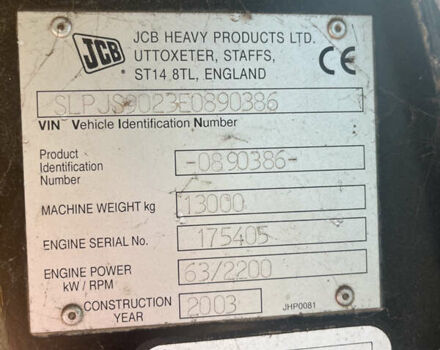 JCB
JCB HEAVY PRODUCTS LTD.
UTTOXETER, STAFFS,
ST14 8TL, ENGLAND
CE
SLPJS9023E0890386
VIN Vehicle Identification Number
Product
Identification
Number
-0890386-
MACHINE WEIGHT kg
13000
ENGINE SERIAL No.
175405
ENGINE POWER
kW / RPM
63/2200
CONSTRUCTION
YEAR
2003
JHP0081